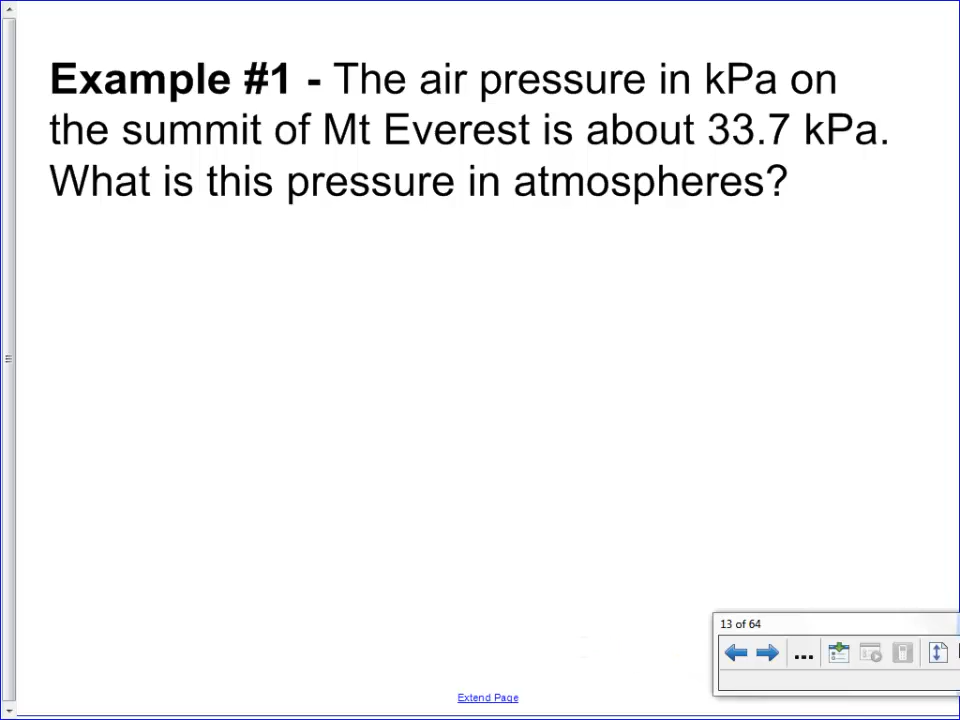 Example #1 - The air pressure in kPa on
the summit of Mt Everest is about 33.7 kPa.
What is this pressure in atmospheres?
13 of 64
...
Extend Page